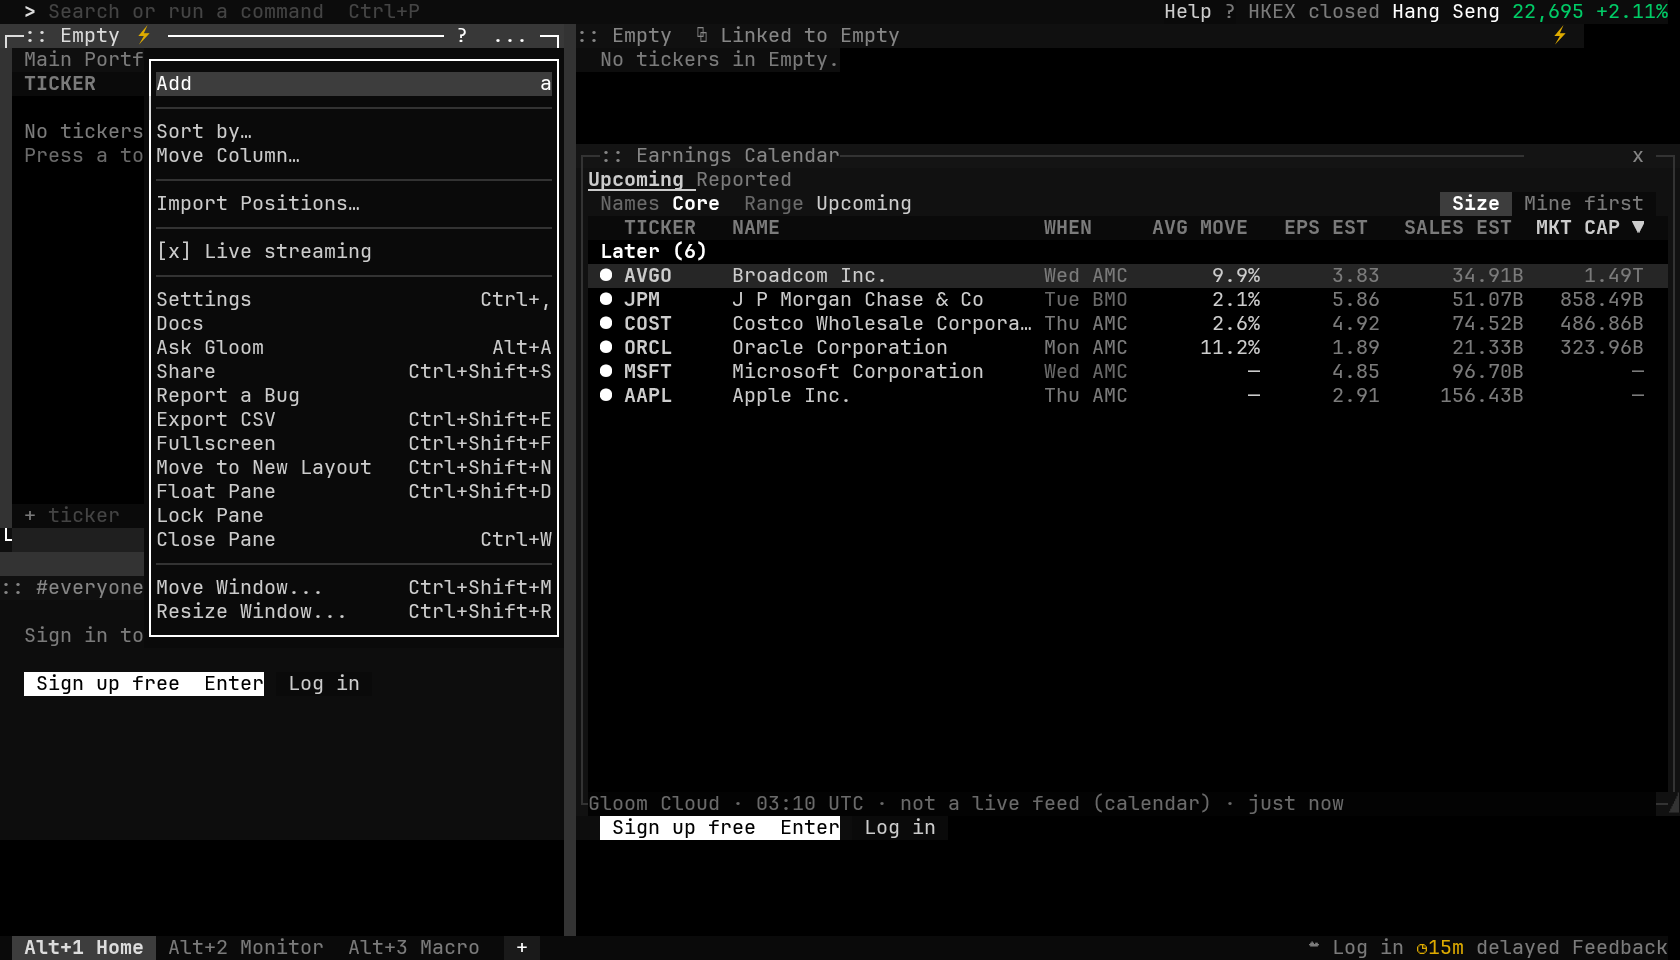 > Search or run a command  Ctrl+P
Help ? HKEX closed Hang Seng 22,695 +2.11%
:: Empty ⚡ ? ...
Main Portf
TICKER
No tickers
Press a to
+ ticker
Add a
Sort by…
Move Column…
Import Positions…
[x] Live streaming
Settings Ctrl+,
Docs
Ask Gloom Alt+A
Share Ctrl+Shift+S
Report a Bug
Export CSV Ctrl+Shift+E
Fullscreen Ctrl+Shift+F
Move to New Layout Ctrl+Shift+N
Float Pane Ctrl+Shift+D
Lock Pane
Close Pane Ctrl+W
Move Window... Ctrl+Shift+M
Resize Window... Ctrl+Shift+R
:: #everyone
Sign in to
Sign up free  Enter  Log in
:: Empty  Linked to Empty ⚡
No tickers in Empty.
:: Earnings Calendar x
Upcoming Reported
Names Core  Range Upcoming  Size  Mine first
TICKER NAME WHEN AVG MOVE EPS EST SALES EST MKT CAP ▼
Later (6)
● AVGO Broadcom Inc. Wed AMC 9.9% 3.83 34.91B 1.49T
● JPM J P Morgan Chase & Co Tue BMO 2.1% 5.86 51.07B 858.49B
● COST Costco Wholesale Corpora… Thu AMC 2.6% 4.92 74.52B 486.86B
● ORCL Oracle Corporation Mon AMC 11.2% 1.89 21.33B 323.96B
● MSFT Microsoft Corporation Wed AMC — 4.85 96.70B —
● AAPL Apple Inc. Thu AMC — 2.91 156.43B —
Gloom Cloud · 03:10 UTC · not a live feed (calendar) · just now
Sign up free  Enter  Log in
Alt+1 Home Alt+2 Monitor Alt+3 Macro +
Log in ◔15m delayed Feedback